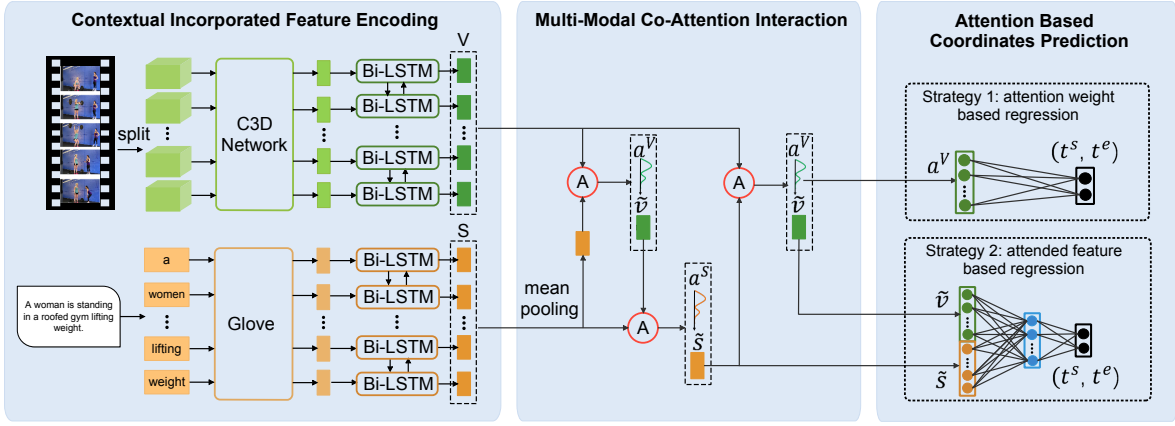 Contextual Incorporated Feature Encoding
split
C3D
Network
Bi-LSTM
Bi-LSTM
Bi-LSTM
Bi-LSTM
V
A woman is standing
in a roofed gym lifting
weight.
a
women
lifting
weight
Glove
Bi-LSTM
Bi-LSTM
Bi-LSTM
Bi-LSTM
S
Multi-Modal Co-Attention Interaction
mean
pooling
A
a^V
ṽ
A
a^S
s̃
A
a^V
ṽ
Attention Based
Coordinates Prediction
Strategy 1: attention weight
based regression
a^V
(t^s, t^e)
Strategy 2: attended feature
based regression
ṽ
s̃
(t^s, t^e)